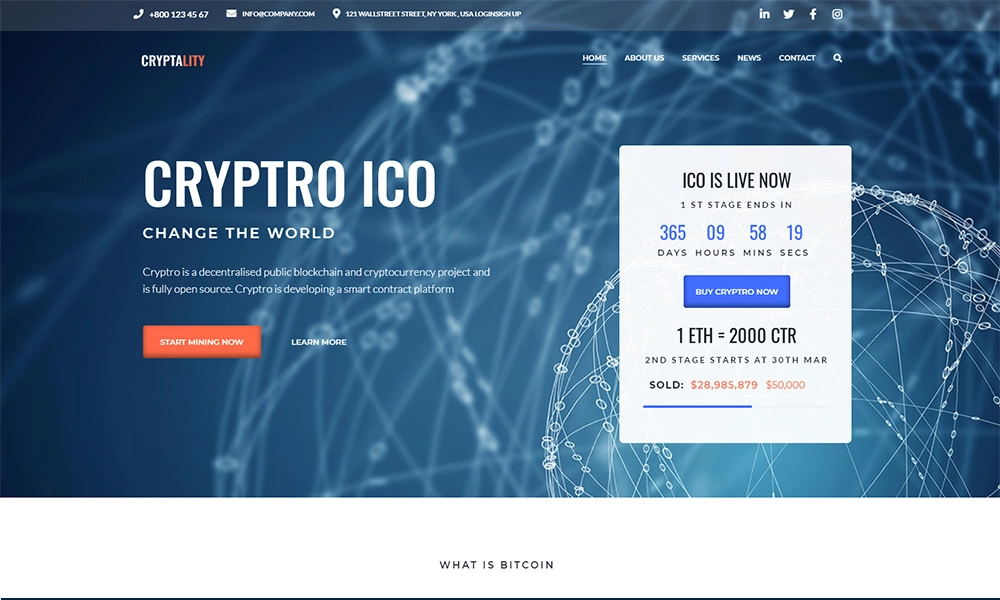 +800 123 45 67 INFO@COMPANY.COM 121 WALLSTREET STREET, NY YORK, USA LOGINSIGN UP
CRYPTALITY HOME ABOUT US SERVICES NEWS CONTACT
CRYPTRO ICO
CHANGE THE WORLD
Cryptro is a decentralised public blockchain and cryptocurrency project and
is fully open source. Cryptro is developing a smart contract platform
START MINING NOW LEARN MORE
ICO IS LIVE NOW
1 ST STAGE ENDS IN
365 09 58 19
DAYS HOURS MINS SECS
BUY CRYPTRO NOW
1 ETH = 2000 CTR
2ND STAGE STARTS AT 30TH MAR
SOLD: $28,985,879 $50,000
WHAT IS BITCOIN